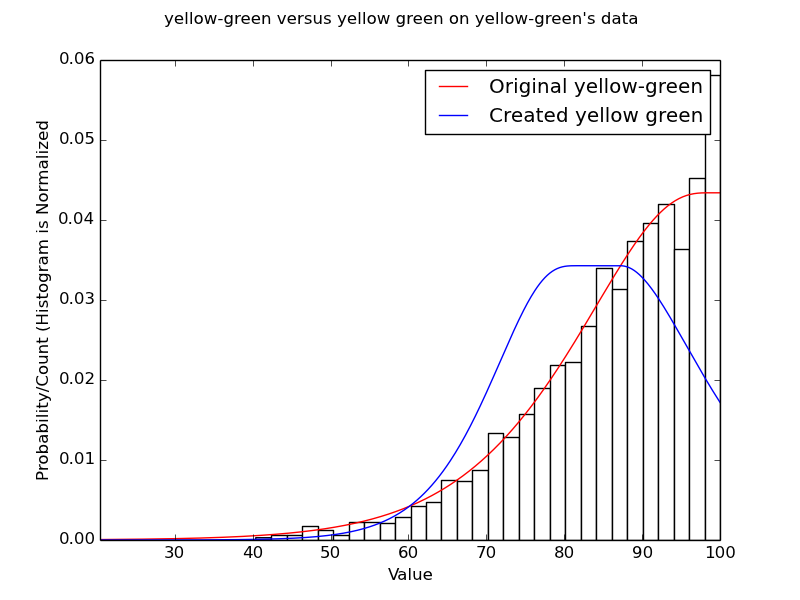 yellow-green versus yellow green on yellow-green's data
Original yellow-green
Created yellow green
Probability/Count (Histogram is Normalized
0.06
0.05
0.04
0.03
0.02
0.01
0.00
30 40 50 60 70 80 90 100
Value